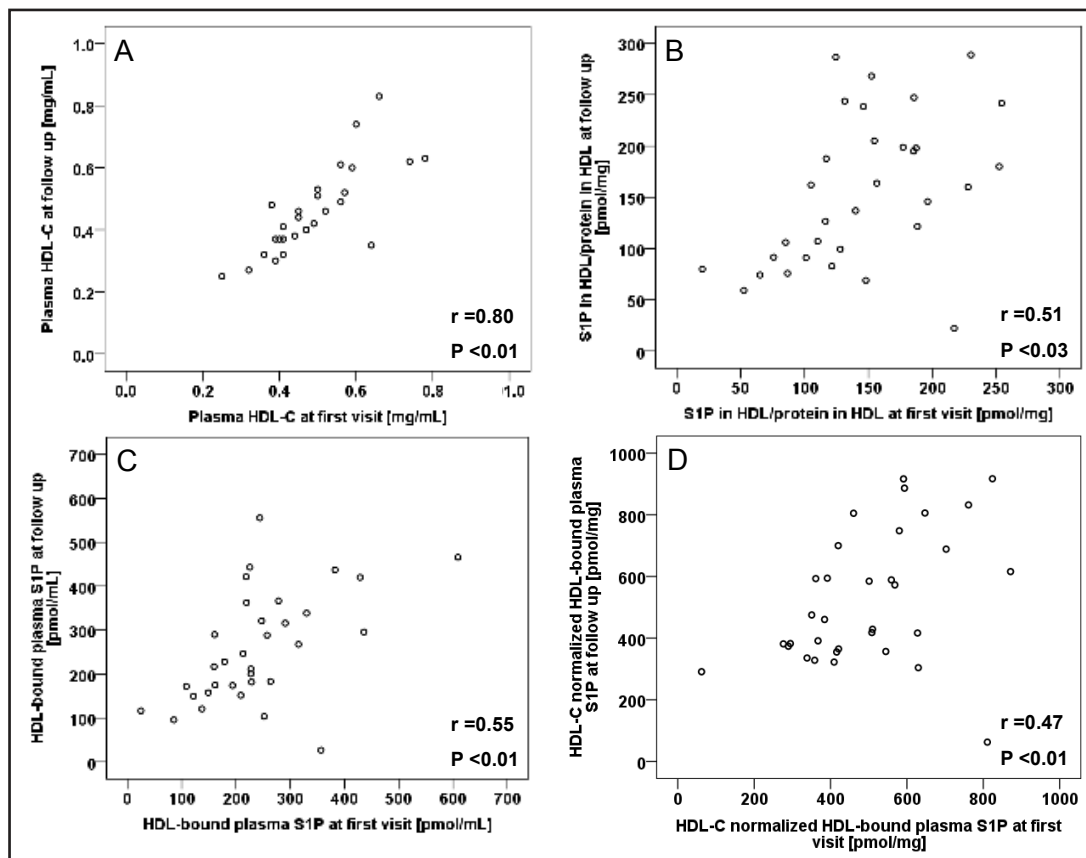 A
Plasma HDL-C at follow up [mg/mL]
1.0
0.8
0.6
0.4
0.2
0.0
r =0.80
P <0.01
0.0 0.2 0.4 0.6 0.8 01.0
Plasma HDL-C at first visit [mg/mL]
B
S1P in HDL/protein in HDL at follow up
[pmol/mg]
300
250
200
150
100
50
0
r =0.51
P <0.03
0 50 100 150 200 250 300
S1P in HDL/protein in HDL at first visit [pmol/mg]
C
HDL-bound plasma S1P at follow up
[pmol/mL]
700
600
500
400
300
200
100
0
r =0.55
P <0.01
0 100 200 300 400 500 600 700
HDL-bound plasma S1P at first visit [pmol/mL]
D
HDL-C normalized HDL-bound plasma
S1P at follow up [pmol/mg]
1000
800
600
400
200
0
r =0.47
P <0.01
0 200 400 600 800 1000
HDL-C normalized HDL-bound plasma S1P at first
visit [pmol/mg]